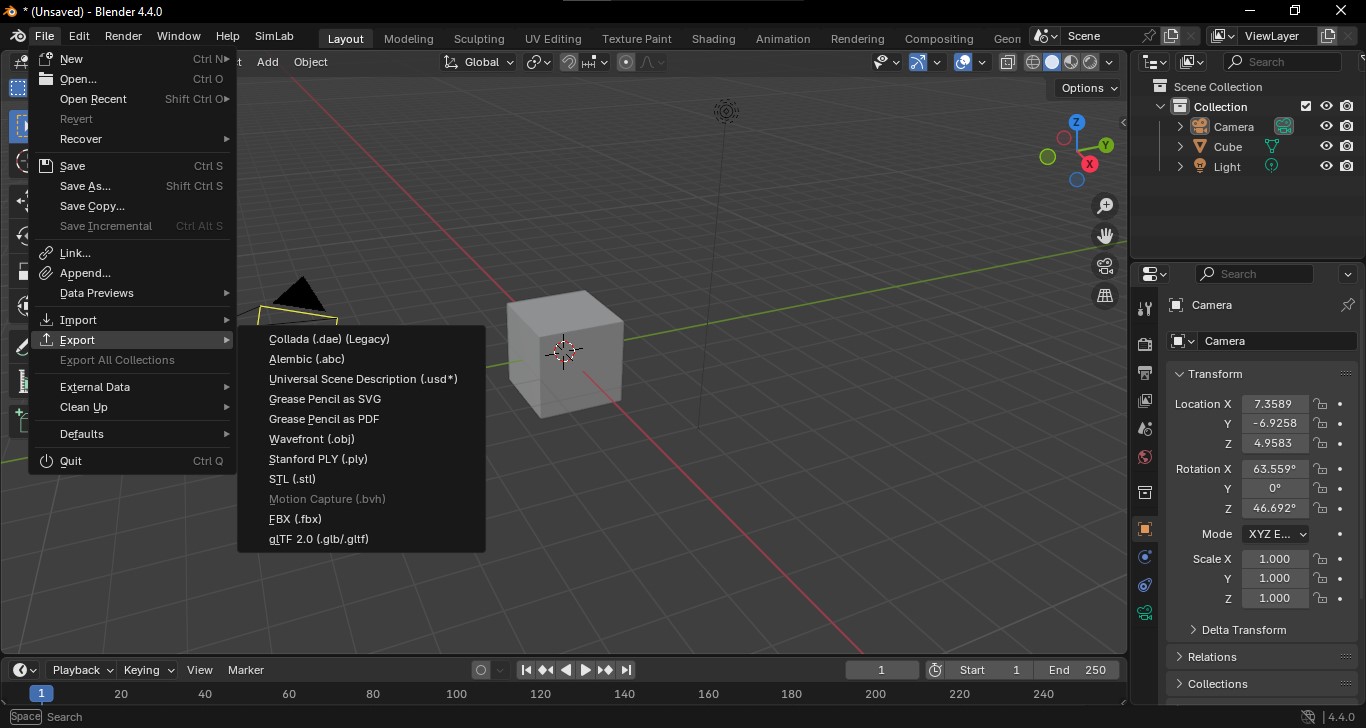 * (Unsaved) - Blender 4.4.0
File Edit Render Window Help SimLab Layout Modeling Sculpting UV Editing Texture Paint Shading Animation Rendering Compositing Geon Scene ViewLayer
Add Object Global Search
Options
New Ctrl N
Open... Ctrl O
Open Recent Shift Ctrl O
Revert
Recover
Save Ctrl S
Save As... Shift Ctrl S
Save Copy...
Save Incremental Ctrl Alt S
Link...
Append...
Data Previews
Import
Export
Export All Collections
External Data
Clean Up
Defaults
Quit Ctrl Q
Collada (.dae) (Legacy)
Alembic (.abc)
Universal Scene Description (.usd*)
Grease Pencil as SVG
Grease Pencil as PDF
Wavefront (.obj)
Stanford PLY (.ply)
STL (.stl)
Motion Capture (.bvh)
FBX (.fbx)
glTF 2.0 (.glb/.gltf)
Z
Y
X
Scene Collection
Collection
Camera
Cube
Light
Search
Camera
Camera
Transform
Location X 7.3589
Y -6.9258
Z 4.9583
Rotation X 63.559°
Y 0°
Z 46.692°
Mode XYZ E...
Scale X 1.000
Y 1.000
Z 1.000
Delta Transform
Relations
Collections
Playback Keying View Marker 1 Start 1 End 250
1 20 40 60 80 100 120 140 160 180 200 220 240
Space Search 4.4.0